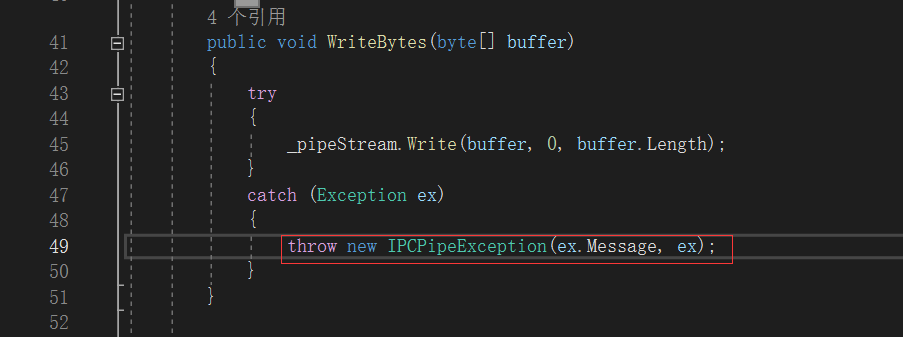 4 个引用
41 public void WriteBytes(byte[] buffer)
42 {
43 try
44 {
45 _pipeStream.Write(buffer, 0, buffer.Length);
46 }
47 catch (Exception ex)
48 {
49 throw new IPCPipeException(ex.Message, ex);
50 }
51 }
52